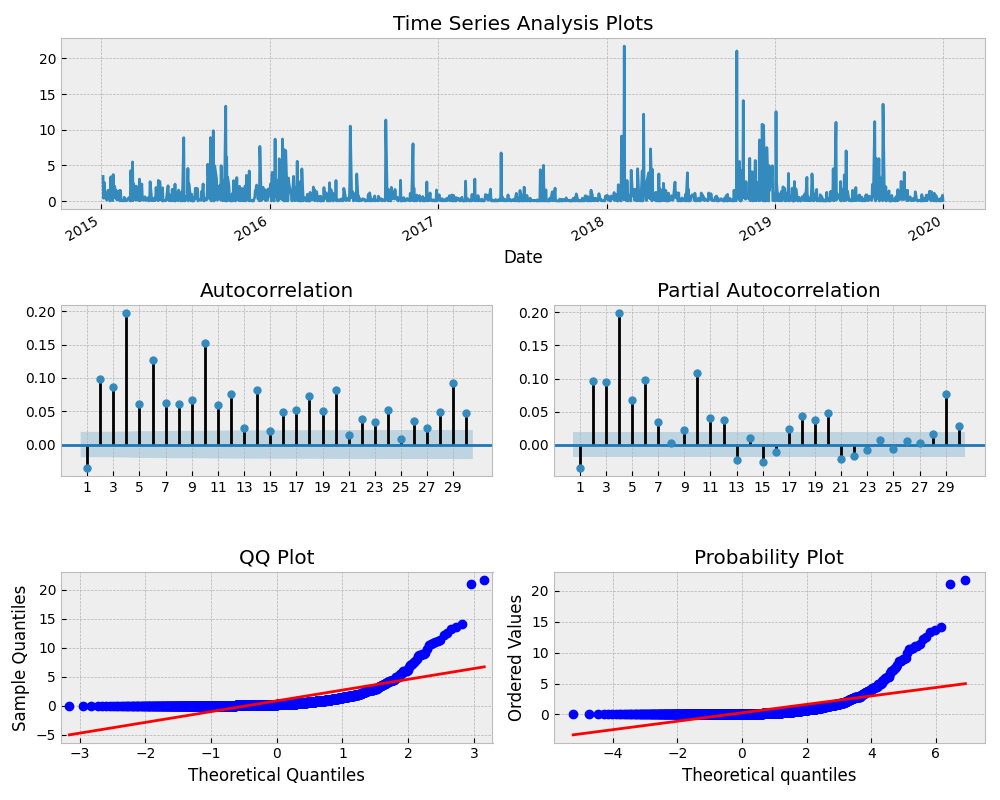 Time Series Analysis Plots
20
15
10
5
0
2015 2016 2017 2018 2019 2020
Date
Autocorrelation
0.20
0.15
0.10
0.05
0.00
1 3 5 7 9 11 13 15 17 19 21 23 25 27 29
Partial Autocorrelation
0.20
0.15
0.10
0.05
0.00
1 3 5 7 9 11 13 15 17 19 21 23 25 27 29
QQ Plot
Sample Quantiles
20
15
10
5
0
−5
−3 −2 −1 0 1 2 3
Theoretical Quantiles
Probability Plot
Ordered Values
20
15
10
5
0
−4 −2 0 2 4 6
Theoretical quantiles